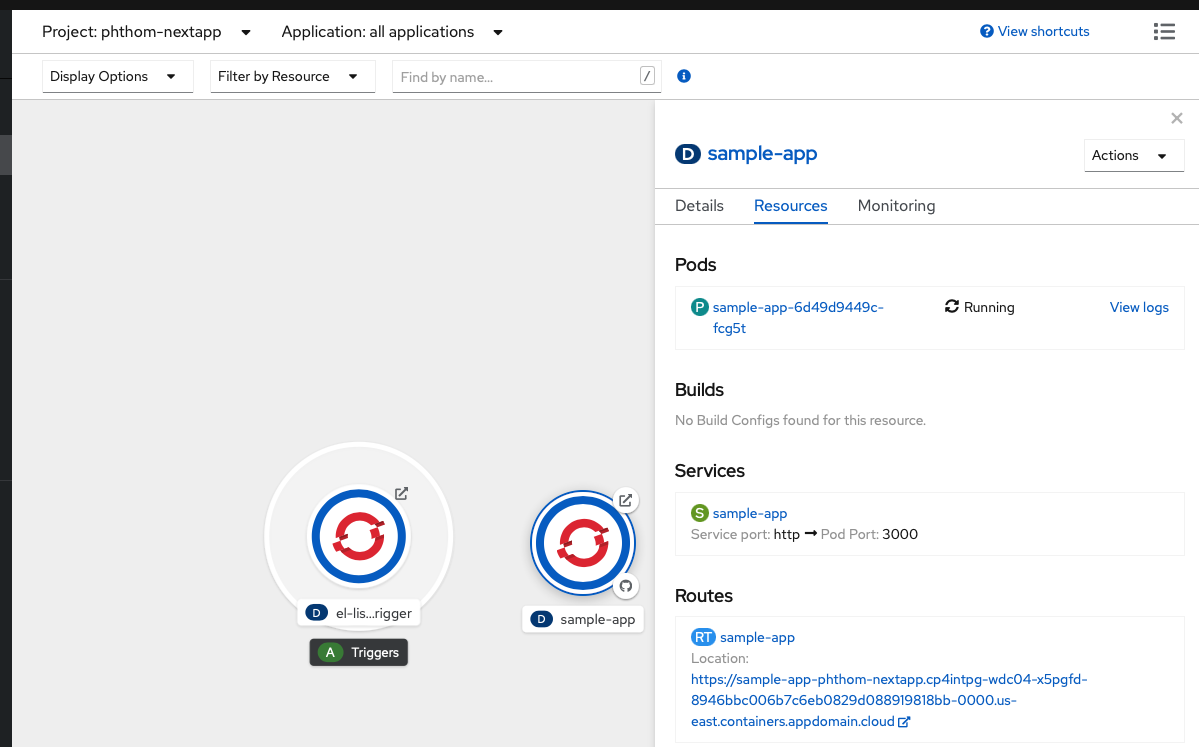 Project: phthom-nextapp Application: all applications View shortcuts
Display Options Filter by Resource Find by name... /
D sample-app Actions
Details Resources Monitoring
Pods
P sample-app-6d49d9449c- Running View logs
fcg5t
Builds
No Build Configs found for this resource.
Services
S sample-app
Service port: http → Pod Port: 3000
Routes
RT sample-app
Location:
https://sample-app-phthom-nextapp.cp4intpg-wdc04-x5pgfd-
8946bbc006b7c6eb0829d088919818bb-0000.us-
east.containers.appdomain.cloud
D el-lis...rigger
A Triggers
D sample-app